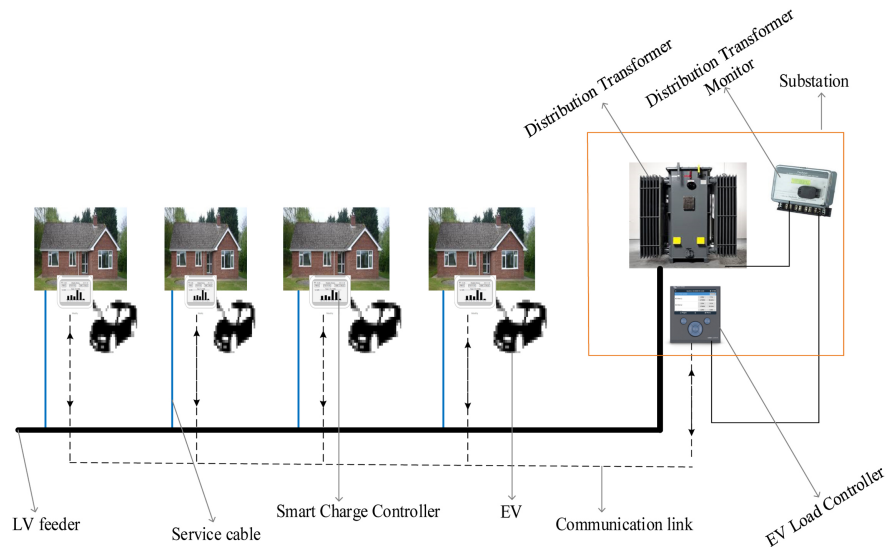 Distribution Transformer
Distribution Transformer
Monitor
Substation
LV feeder
Service cable
Smart Charge Controller
EV
Communication link
EV Load Controller